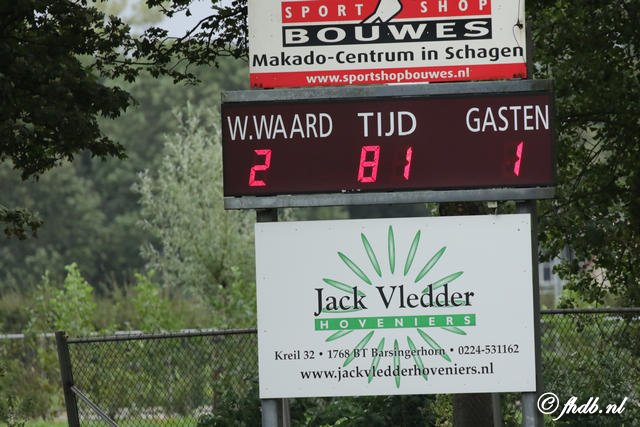 SPORT SHOP
BOUWES
Makado-Centrum in Schagen
www.sportshopbouwes.nl
W.WAARD TIJD GASTEN
2 81 1
Jack Vledder
HOVENIERS
Kreil 32 • 1768 BT Barsingerhorn • 0224-531162
www.jackvledderhoveniers.nl
© fhdb.nl